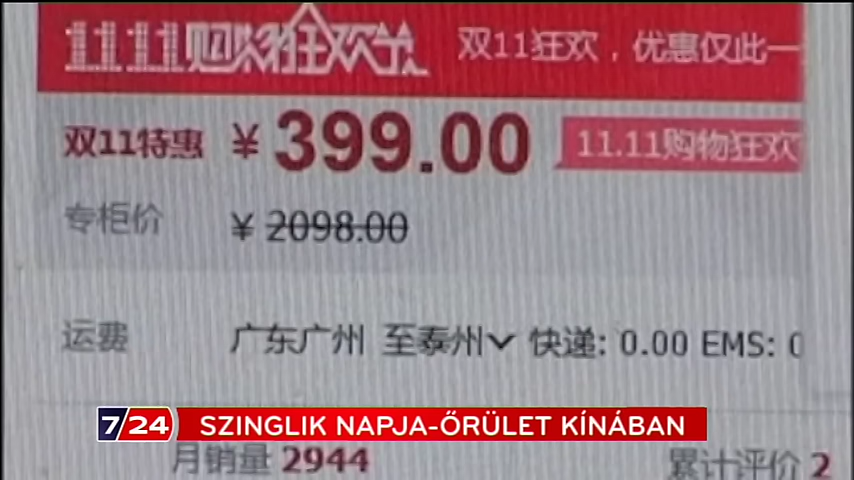 11.11购物狂欢节 双11狂欢，优惠仅此一
双11特惠 ¥ 399.00 11.11购物狂欢
专柜价 ¥ 2098.00
运费 广东广州 至泰州 快递: 0.00 EMS: 0
7/24 SZINGLIK NAPJA-ŐRÜLET KÍNÁBAN
月销量 2944 累计评价 2